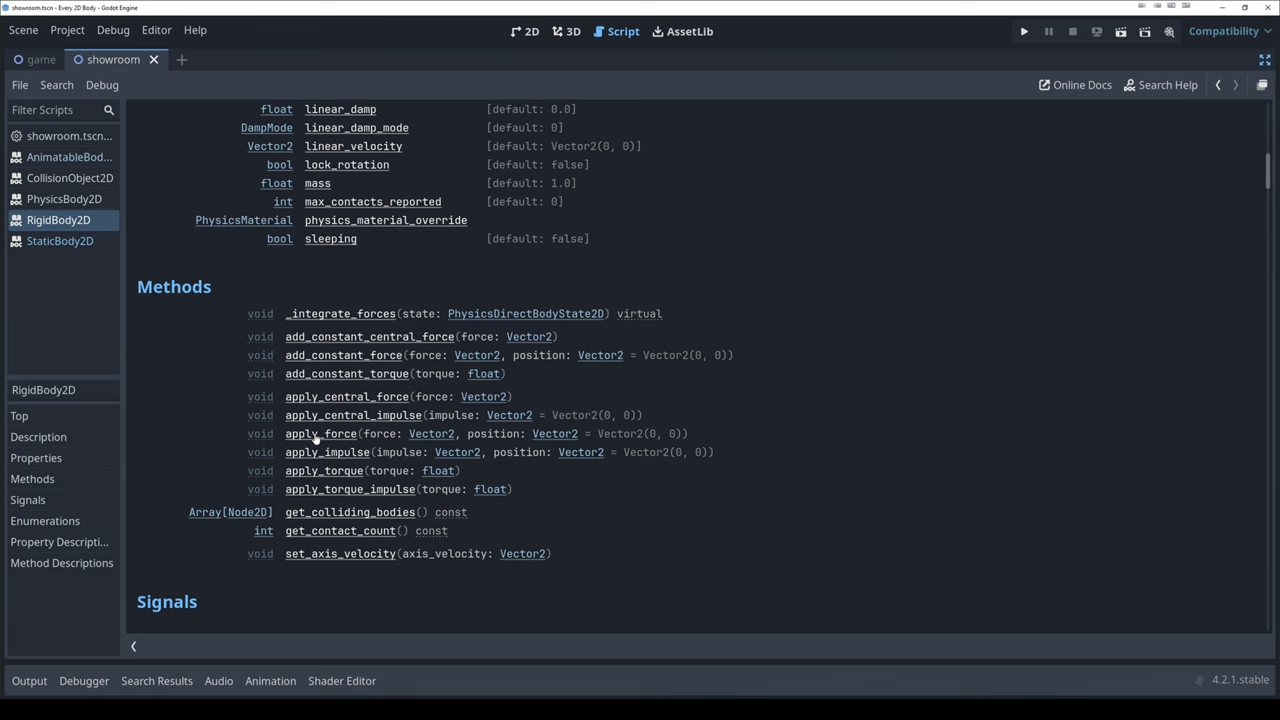 showroom.tscn - Every 2D Body - Godot Engine
Scene Project Debug Editor Help 2D 3D Script AssetLib Compatibility
game showroom
File Search Debug Online Docs Search Help
Filter Scripts
showroom.tscn...
AnimatableBod...
CollisionObject2D
PhysicsBody2D
RigidBody2D
StaticBody2D
RigidBody2D
Top
Description
Properties
Methods
Signals
Enumerations
Property Descripti...
Method Descriptions
float linear_damp [default: 0.0]
DampMode linear_damp_mode [default: 0]
Vector2 linear_velocity [default: Vector2(0, 0)]
bool lock_rotation [default: false]
float mass [default: 1.0]
int max_contacts_reported [default: 0]
PhysicsMaterial physics_material_override
bool sleeping [default: false]
Methods
void _integrate_forces(state: PhysicsDirectBodyState2D) virtual
void add_constant_central_force(force: Vector2)
void add_constant_force(force: Vector2, position: Vector2 = Vector2(0, 0))
void add_constant_torque(torque: float)
void apply_central_force(force: Vector2)
void apply_central_impulse(impulse: Vector2 = Vector2(0, 0))
void apply_force(force: Vector2, position: Vector2 = Vector2(0, 0))
void apply_impulse(impulse: Vector2, position: Vector2 = Vector2(0, 0))
void apply_torque(torque: float)
void apply_torque_impulse(torque: float)
Array[Node2D] get_colliding_bodies() const
int get_contact_count() const
void set_axis_velocity(axis_velocity: Vector2)
Signals
Output Debugger Search Results Audio Animation Shader Editor 4.2.1.stable